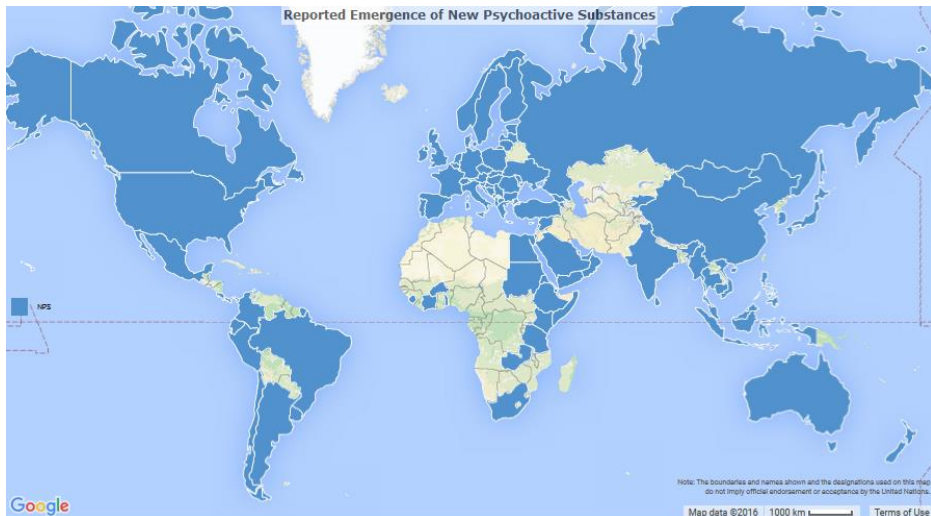 Reported Emergence of New Psychoactive Substances
NPS
Note: The boundaries and names shown and the designations used on this map
do not imply official endorsement or acceptance by the United Nations.
Google
Map data ©2016 1000 km Terms of Use